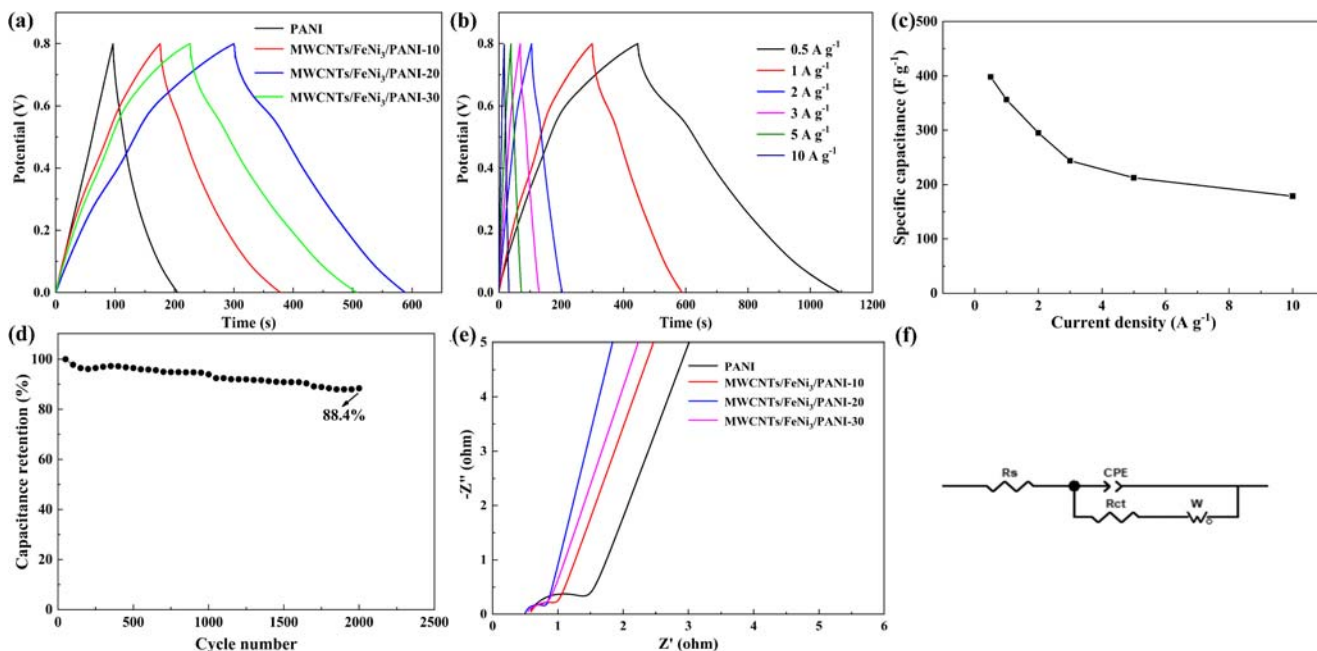 (a)
PANI
MWCNTs/FeNi₃/PANI-10
MWCNTs/FeNi₃/PANI-20
MWCNTs/FeNi₃/PANI-30
Potential (V)
0.8
0.6
0.4
0.2
0.0
0 100 200 300 400 500 600
Time (s)
(b)
0.5 A g⁻¹
1 A g⁻¹
2 A g⁻¹
3 A g⁻¹
5 A g⁻¹
10 A g⁻¹
Potential (V)
0.8
0.6
0.4
0.2
0.0
0 200 400 600 800 1000 1200
Time (s)
(c)
Specific capacitance (F g⁻¹)
500
400
300
200
100
0
0 2 4 6 8 10
Current density (A g⁻¹)
(d)
Capacitance retention (%)
100
80
60
40
20
0
88.4%
0 500 1000 1500 2000 2500
Cycle number
(e)
PANI
MWCNTs/FeNi₃/PANI-10
MWCNTs/FeNi₃/PANI-20
MWCNTs/FeNi₃/PANI-30
-Z'' (ohm)
5
4
3
2
1
0
1 2 3 4 5 6
Z' (ohm)
(f)
Rs
CPE
Rct
W
δ